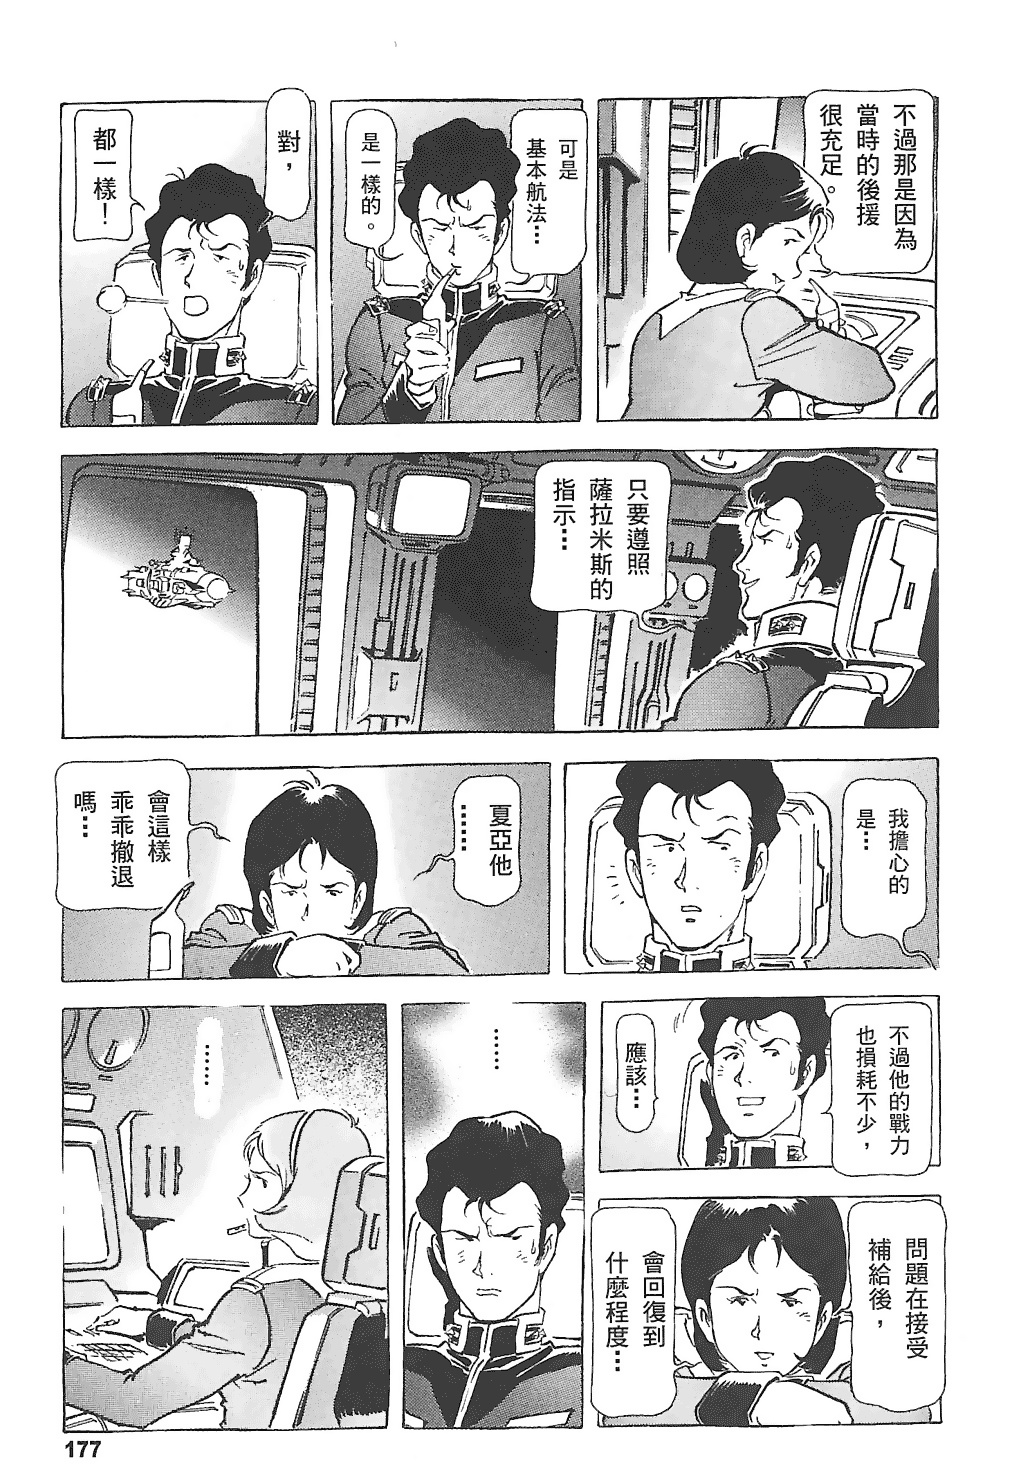 不過那是因為
當時的後援
很充足。
可是
基本航法…
是一樣的。
對，
都一樣！
只要遵照
薩拉米斯的
指示…
我擔心的
是…
夏亞他
……
會這樣
乖乖撤退
嗎…
不過他的戰力
也損耗不少，
應該…
問題在接受
補給後，
會回復到
什麼程度…
……
……
177